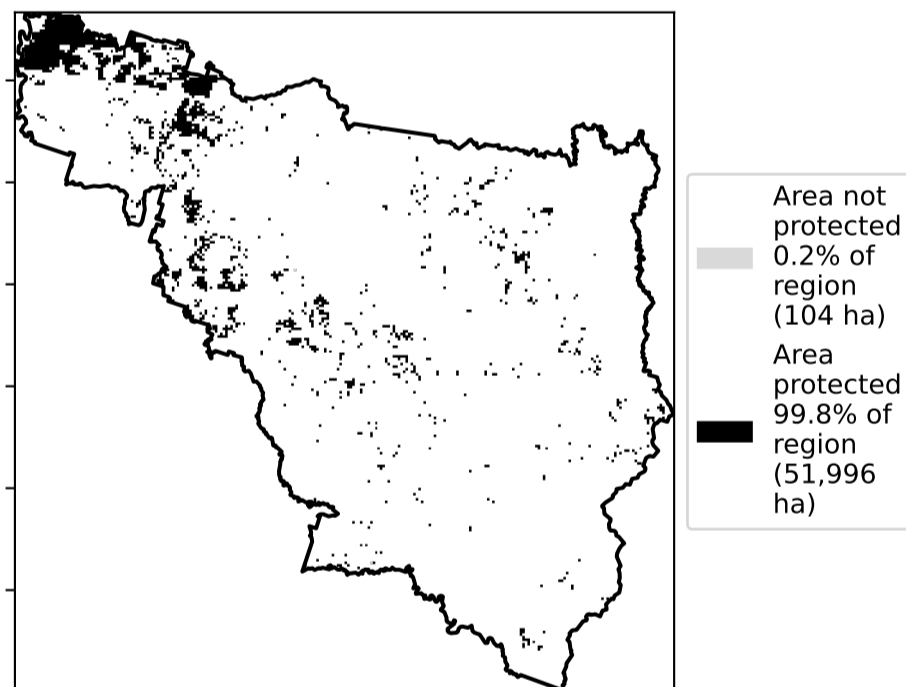 Area not
protected
0.2% of
region
(104 ha)
Area
protected
99.8% of
region
(51,996
ha)